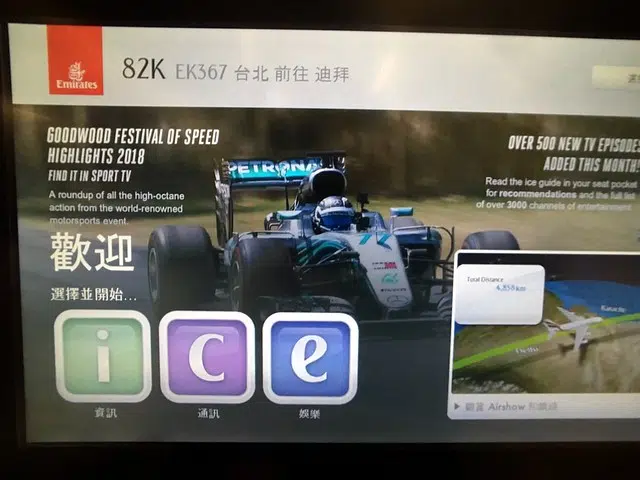 Emirates
82K EK367 台北 前往 迪拜
GOODWOOD FESTIVAL OF SPEED
HIGHLIGHTS 2018
FIND IT IN SPORT TV
A roundup of all the high-octane
action from the world-renowned
motorsports event.
OVER 500 NEW TV EPISODES
ADDED THIS MONTH!
Read the ice guide in your seat pocket
for recommendations and the full list
of over 3000 channels of entertainment
PETRONAS
77
歡迎
選擇並開始...
i
c
e
資訊
通訊
娛樂
Total Distance
4,858 km
Karachi
Delhi
Airshow